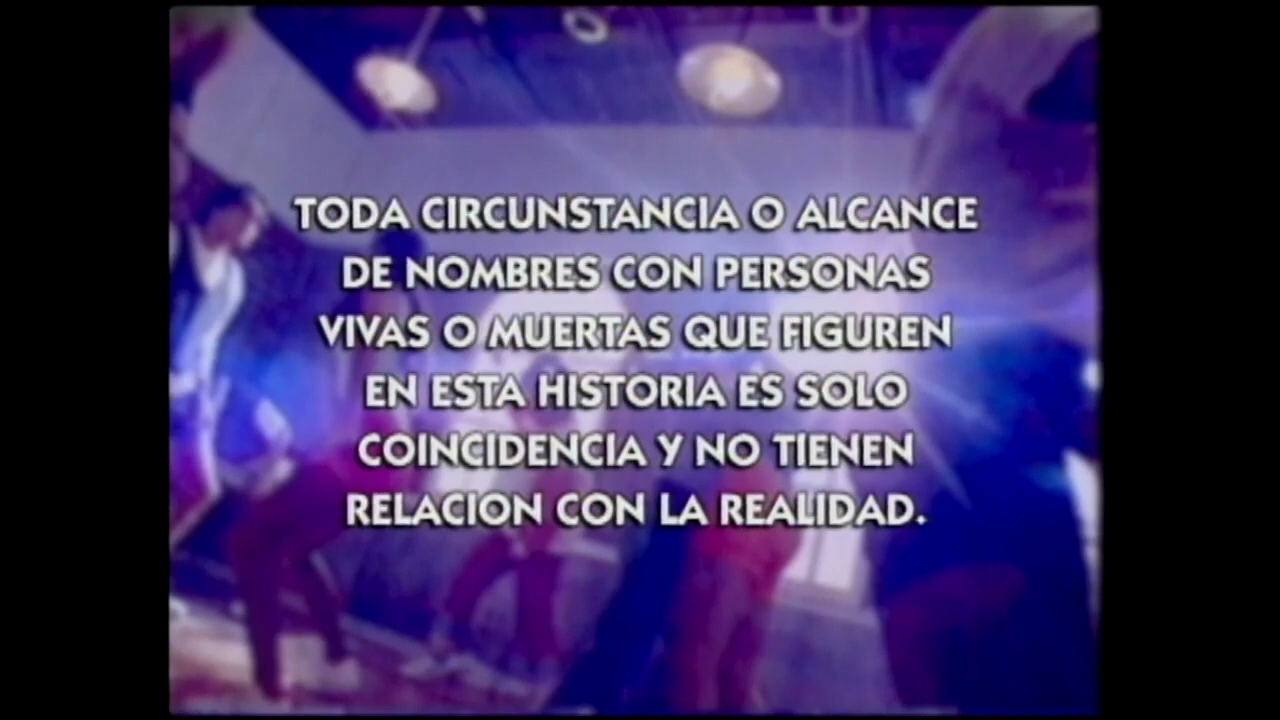 TODA CIRCUNSTANCIA O ALCANCE
DE NOMBRES CON PERSONAS
VIVAS O MUERTAS QUE FIGUREN
EN ESTA HISTORIA ES SOLO
COINCIDENCIA Y NO TIENEN
RELACION CON LA REALIDAD.